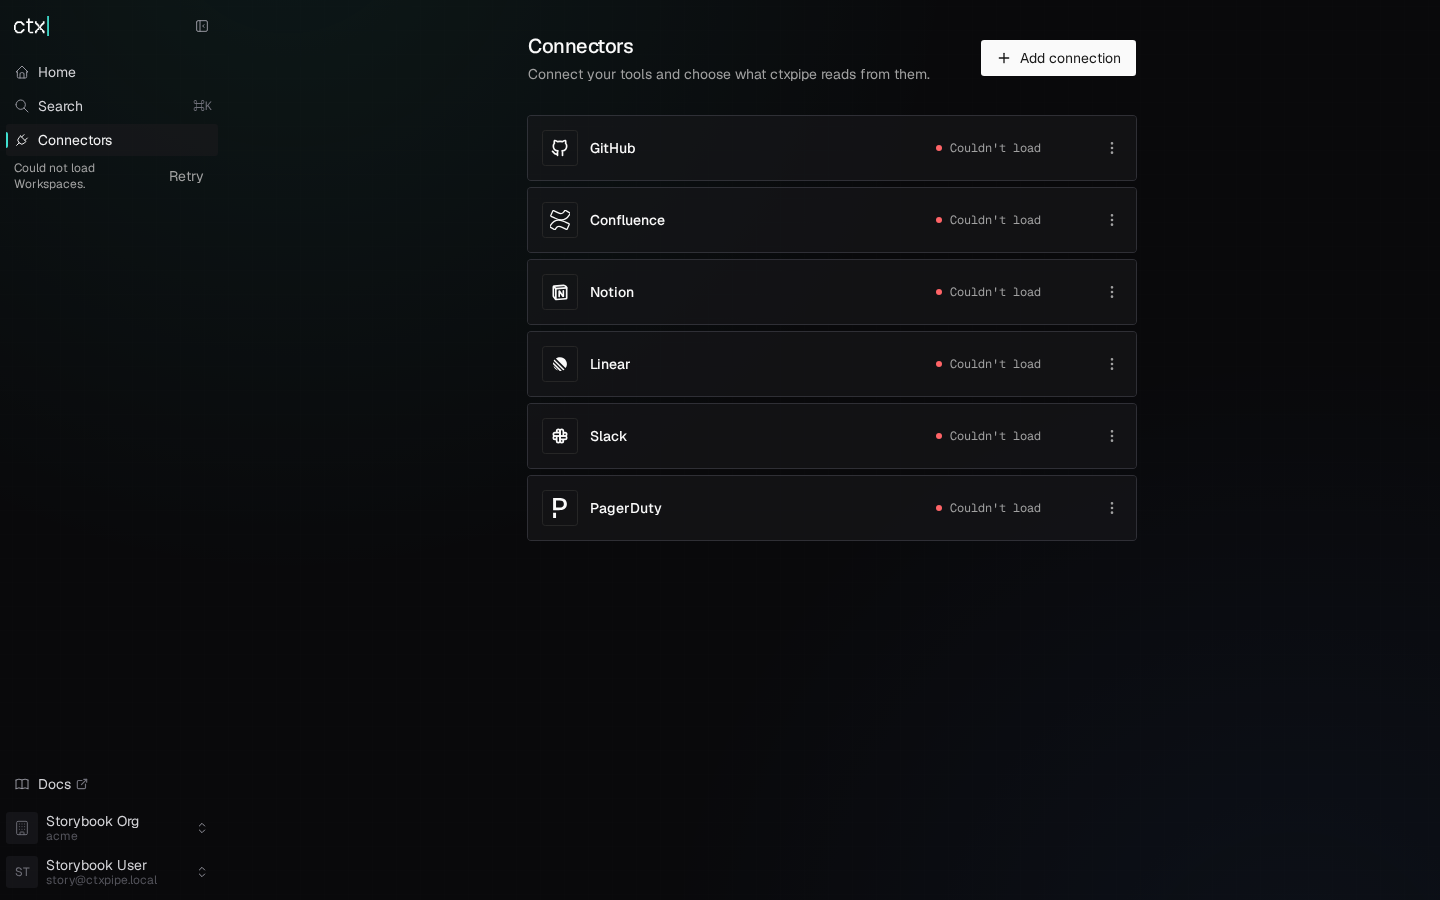 ctx
Home
Search ⌘K
Connectors
Could not load
Workspaces.
Retry
Connectors
Connect your tools and choose what ctxpipe reads from them.
Add connection
GitHub Couldn't load
Confluence Couldn't load
Notion Couldn't load
Linear Couldn't load
Slack Couldn't load
PagerDuty Couldn't load
Docs
Storybook Org
acme
ST
Storybook User
story@ctxpipe.local